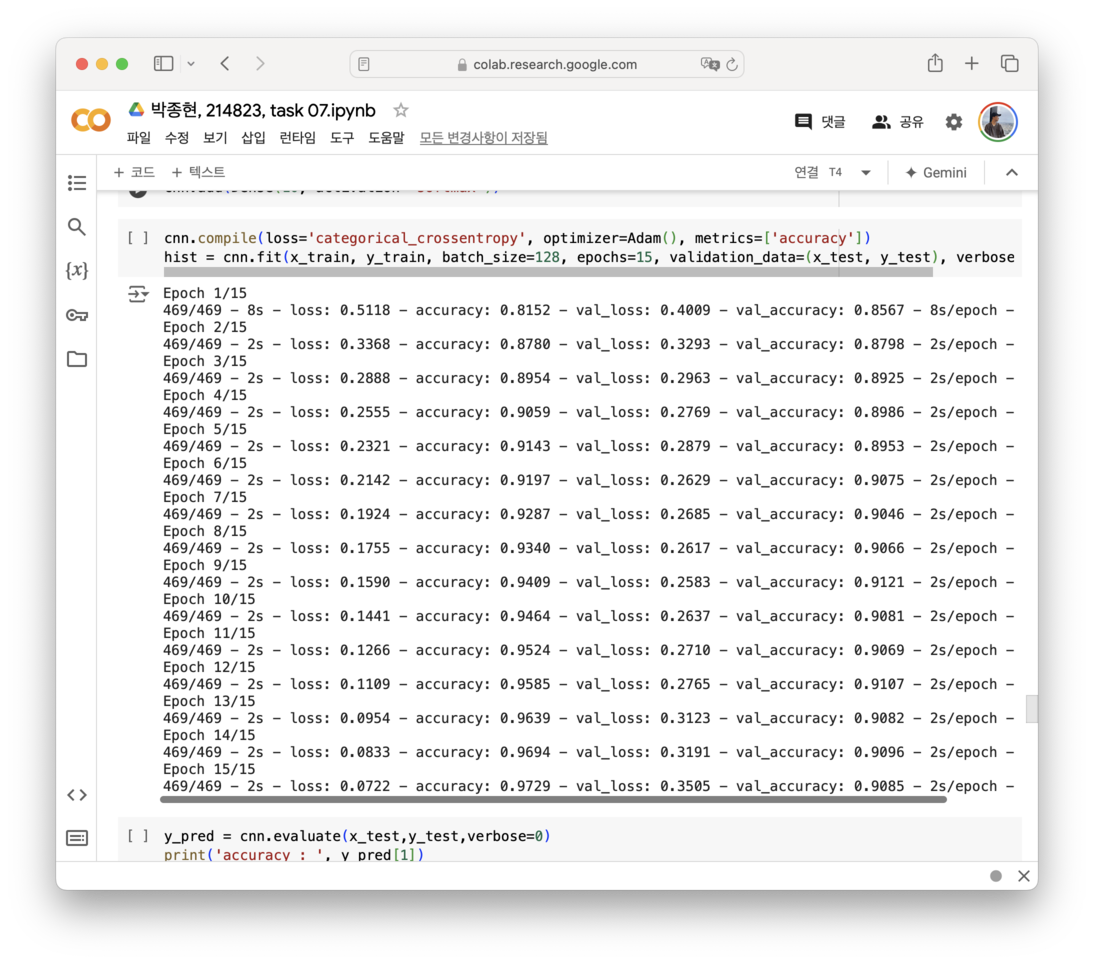 colab.research.google.com
박종현, 214823, task 07.ipynb
파일 수정 보기 삽입 런타임 도구 도움말 모든 변경사항이 저장됨
댓글 공유
+ 코드 + 텍스트
연결 T4 Gemini
[ ] cnn.compile(loss='categorical_crossentropy', optimizer=Adam(), metrics=['accuracy'])
hist = cnn.fit(x_train, y_train, batch_size=128, epochs=15, validation_data=(x_test, y_test), verbose
Epoch 1/15
469/469 - 8s - loss: 0.5118 - accuracy: 0.8152 - val_loss: 0.4009 - val_accuracy: 0.8567 - 8s/epoch -
Epoch 2/15
469/469 - 2s - loss: 0.3368 - accuracy: 0.8780 - val_loss: 0.3293 - val_accuracy: 0.8798 - 2s/epoch -
Epoch 3/15
469/469 - 2s - loss: 0.2888 - accuracy: 0.8954 - val_loss: 0.2963 - val_accuracy: 0.8925 - 2s/epoch -
Epoch 4/15
469/469 - 2s - loss: 0.2555 - accuracy: 0.9059 - val_loss: 0.2769 - val_accuracy: 0.8986 - 2s/epoch -
Epoch 5/15
469/469 - 2s - loss: 0.2321 - accuracy: 0.9143 - val_loss: 0.2879 - val_accuracy: 0.8953 - 2s/epoch -
Epoch 6/15
469/469 - 2s - loss: 0.2142 - accuracy: 0.9197 - val_loss: 0.2629 - val_accuracy: 0.9075 - 2s/epoch -
Epoch 7/15
469/469 - 2s - loss: 0.1924 - accuracy: 0.9287 - val_loss: 0.2685 - val_accuracy: 0.9046 - 2s/epoch -
Epoch 8/15
469/469 - 2s - loss: 0.1755 - accuracy: 0.9340 - val_loss: 0.2617 - val_accuracy: 0.9066 - 2s/epoch -
Epoch 9/15
469/469 - 2s - loss: 0.1590 - accuracy: 0.9409 - val_loss: 0.2583 - val_accuracy: 0.9121 - 2s/epoch -
Epoch 10/15
469/469 - 2s - loss: 0.1441 - accuracy: 0.9464 - val_loss: 0.2637 - val_accuracy: 0.9081 - 2s/epoch -
Epoch 11/15
469/469 - 2s - loss: 0.1266 - accuracy: 0.9524 - val_loss: 0.2710 - val_accuracy: 0.9069 - 2s/epoch -
Epoch 12/15
469/469 - 2s - loss: 0.1109 - accuracy: 0.9585 - val_loss: 0.2765 - val_accuracy: 0.9107 - 2s/epoch -
Epoch 13/15
469/469 - 2s - loss: 0.0954 - accuracy: 0.9639 - val_loss: 0.3123 - val_accuracy: 0.9082 - 2s/epoch -
Epoch 14/15
469/469 - 2s - loss: 0.0833 - accuracy: 0.9694 - val_loss: 0.3191 - val_accuracy: 0.9096 - 2s/epoch -
Epoch 15/15
469/469 - 2s - loss: 0.0722 - accuracy: 0.9729 - val_loss: 0.3505 - val_accuracy: 0.9085 - 2s/epoch -
[ ] y_pred = cnn.evaluate(x_test,y_test,verbose=0)
print('accuracy : ', y_pred[1])